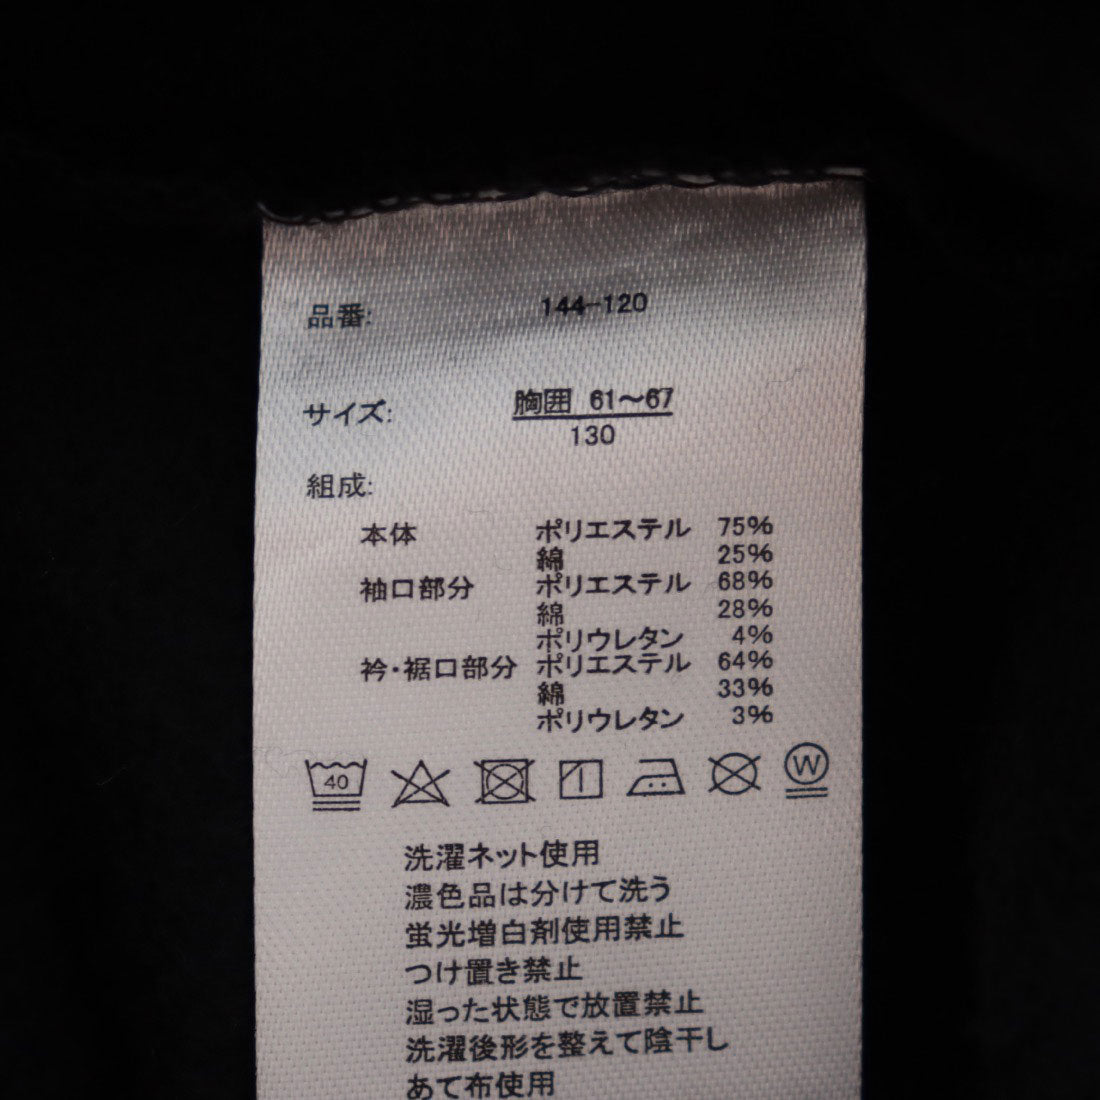 品番: 144-120
サイズ: 胸囲 61～67
130
組成:
本体 ポリエステル 75%
綿 25%
袖口部分 ポリエステル 68%
綿 28%
ポリウレタン 4%
衿・裾口部分 ポリエステル 64%
綿 33%
ポリウレタン 3%
40 W
洗濯ネット使用
濃色品は分けて洗う
蛍光増白剤使用禁止
つけ置き禁止
湿った状態で放置禁止
洗濯後形を整えて陰干し
あて布使用